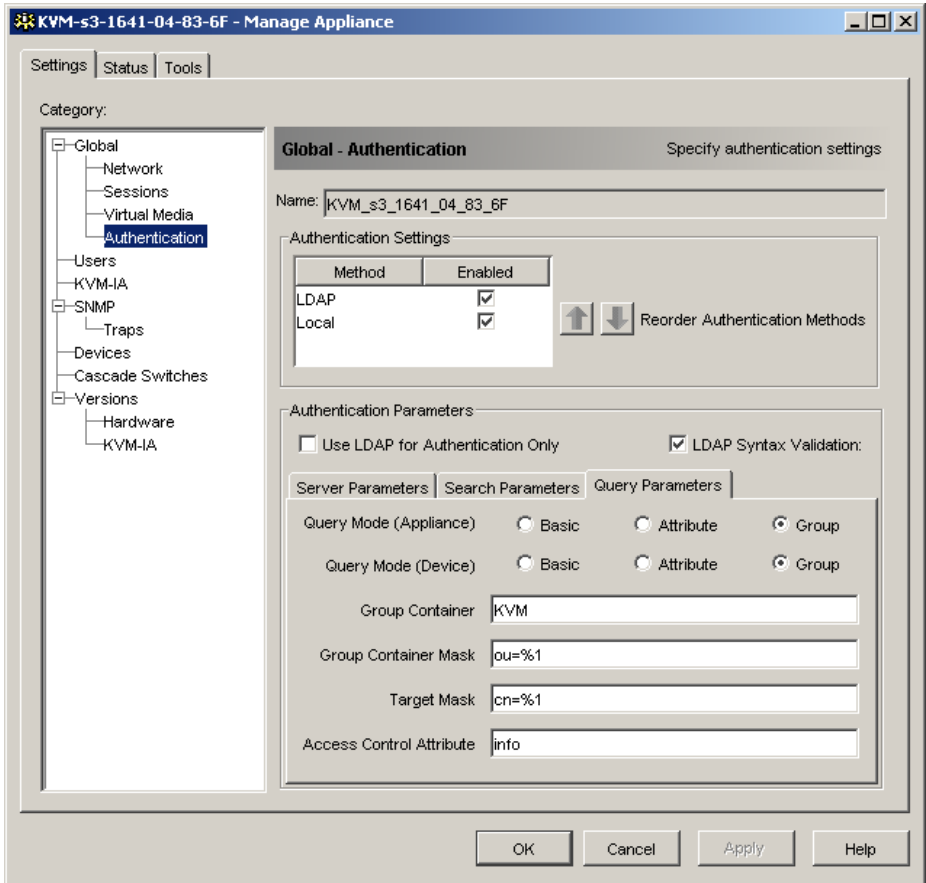 KVM-s3-1641-04-83-6F - Manage Appliance
Settings Status Tools
Category:
Global
Network
Sessions
Virtual Media
Authentication
Users
KVM-IA
SNMP
Traps
Devices
Cascade Switches
Versions
Hardware
KVM-IA
Global - Authentication Specify authentication settings
Name: KVM_s3_1641_04_83_6F
Authentication Settings
Method Enabled
LDAP
Local
Reorder Authentication Methods
Authentication Parameters
Use LDAP for Authentication Only LDAP Syntax Validation:
Server Parameters Search Parameters Query Parameters
Query Mode (Appliance) Basic Attribute Group
Query Mode (Device) Basic Attribute Group
Group Container KVM
Group Container Mask ou=%1
Target Mask cn=%1
Access Control Attribute info
OK Cancel Apply Help